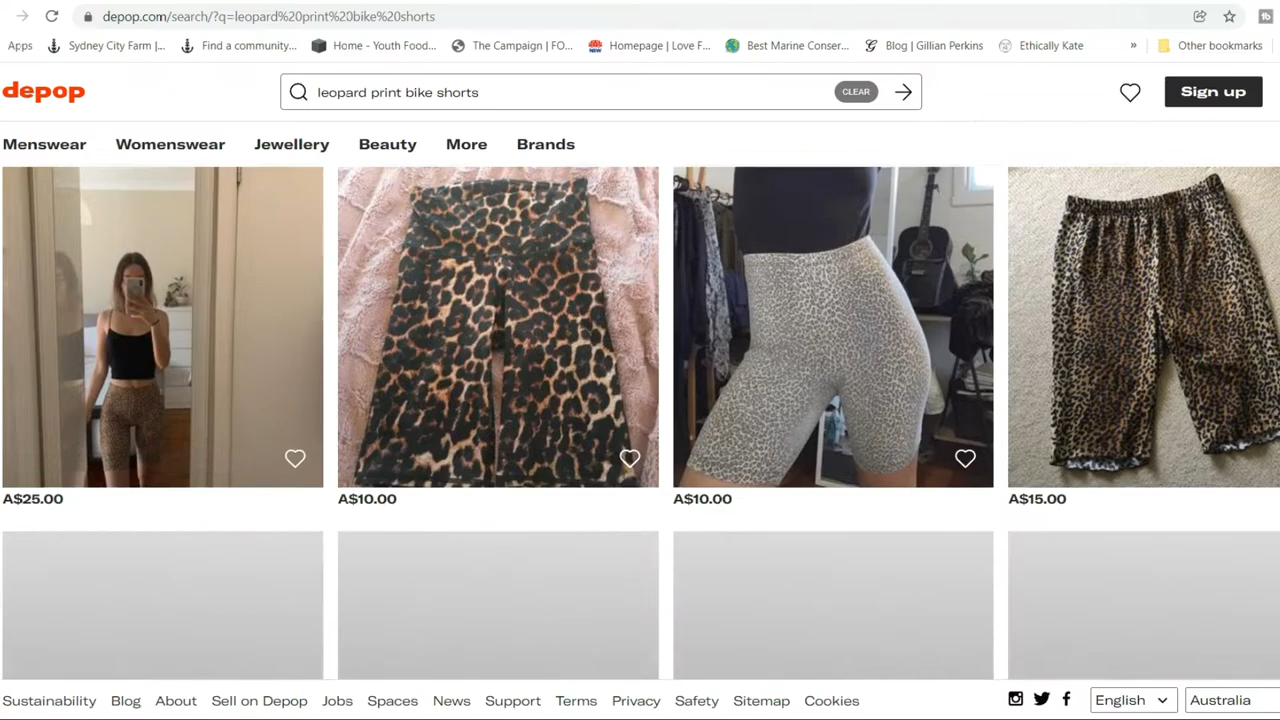 depop.com/search/?q=leopard%20print%20bike%20shorts
Apps Sydney City Farm |... Find a community... Home - Youth Food... The Campaign | FO... NEW Homepage | Love F... Best Marine Conser... Blog | Gillian Perkins Ethically Kate » Other bookmarks
depop leopard print bike shorts CLEAR Sign up
Menswear Womenswear Jewellery Beauty More Brands
A$25.00 A$10.00 A$10.00 A$15.00
Sustainability Blog About Sell on Depop Jobs Spaces News Support Terms Privacy Safety Sitemap Cookies English Australia